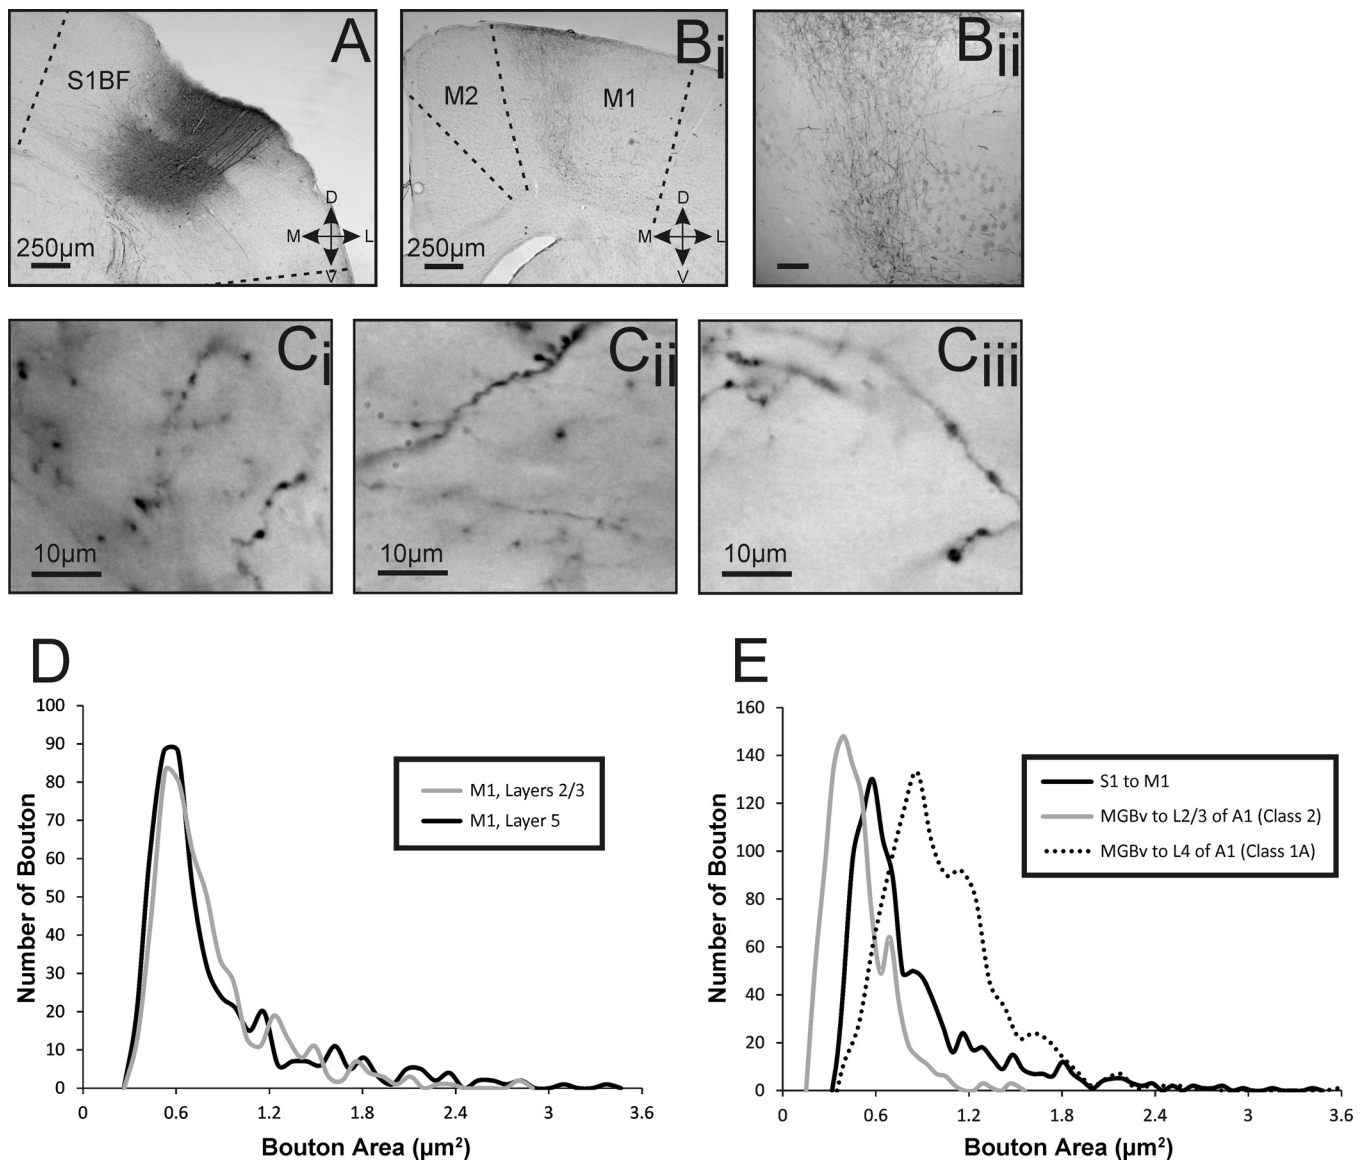 A
S1BF
D
M L
V
250µm
Bi
M2
M1
D
M L
V
250µm
Bii
Ci
10µm
Cii
10µm
Ciii
10µm
D
100
90
80
70
60
50
40
30
20
10
0
0 0.6 1.2 1.8 2.4 3 3.6
Number of Bouton
Bouton Area (µm²)
M1, Layers 2/3
M1, Layer 5
E
160
140
120
100
80
60
40
20
0
0 0.6 1.2 1.8 2.4 3 3.6
Number of Bouton
Bouton Area (µm²)
S1 to M1
MGBv to L2/3 of A1 (Class 2)
MGBv to L4 of A1 (Class 1A)